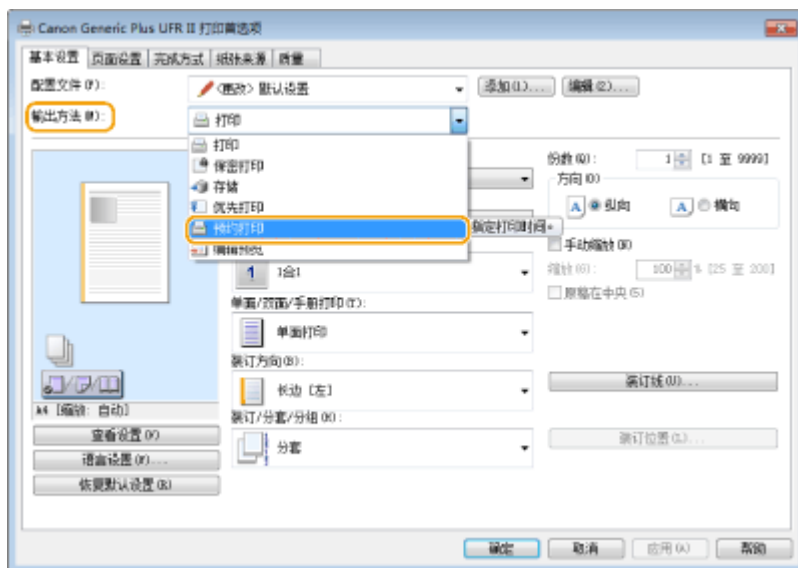 Canon Generic Plus UFR II 打印首选项
基本设置 页面设置 完成方式 纸张来源 质量
配置文件(F): <更改> 默认设置 添加(1)... 编辑(2)...
输出方法(M): 打印
打印
保密打印
存储
优先打印
预约打印
指定打印时间。
编辑预览
份数(Q): 1 [1 至 9999]
方向(O)
A 纵向 A 横向
手动缩放(N)
缩放(G): 100 % [25 至 200]
原稿在中央(S)
1 1合1
单面/双面/手册打印(T):
单面打印
装订方向(B):
长边 [左]
装订线(U)...
A4 [缩放: 自动]
装订/分套/分组(K):
分套
装订位置(L)...
查看设置(V)
语言设置(Y)...
恢复默认设置(R)
确定 取消 应用(A) 帮助